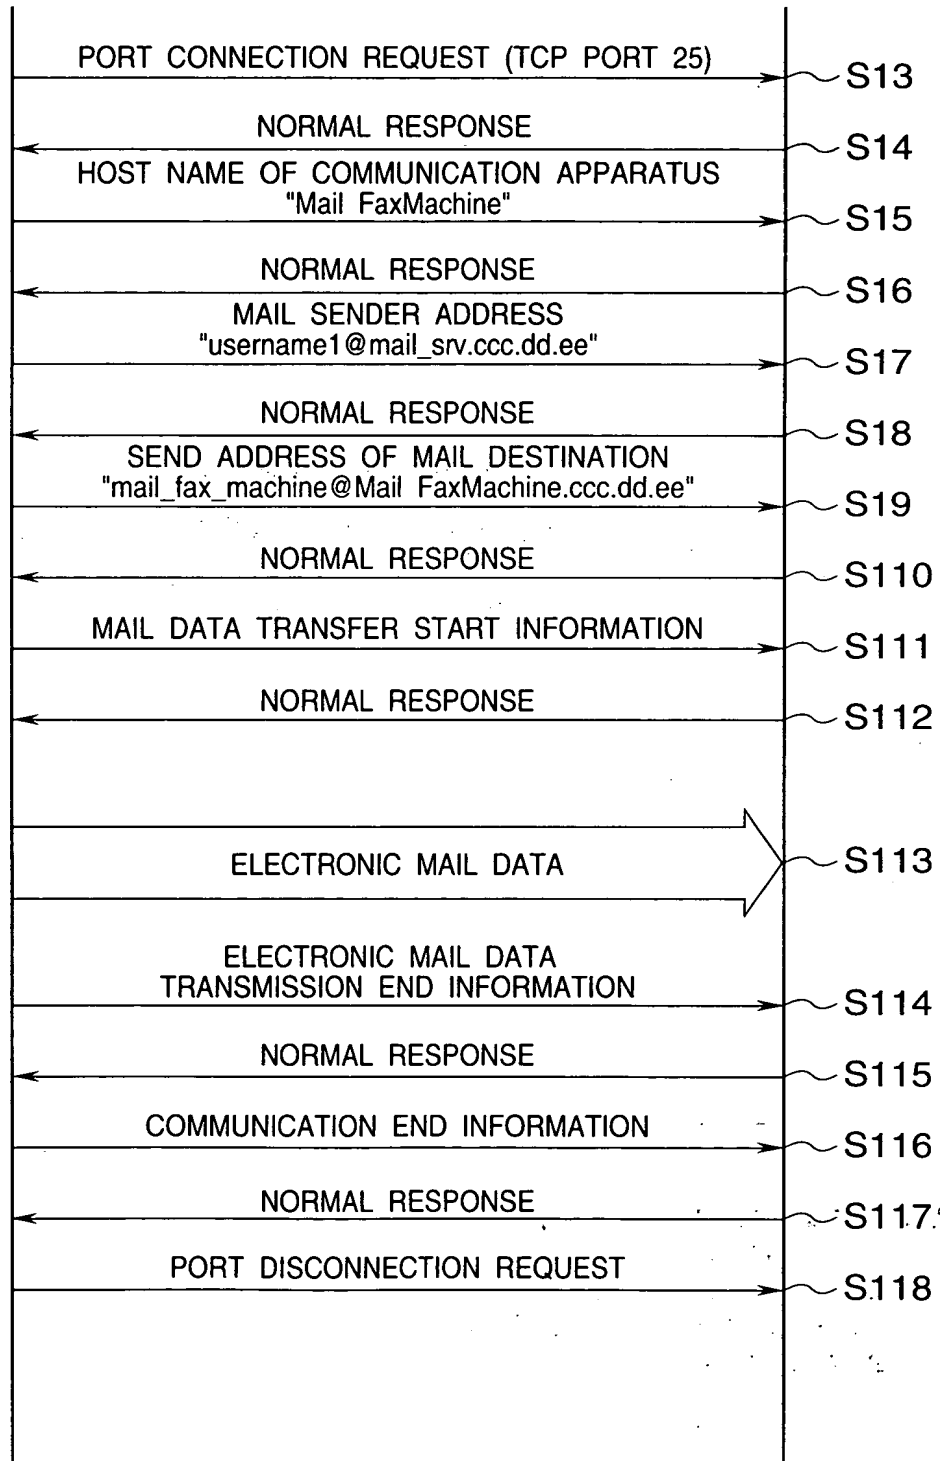 PORT CONNECTION REQUEST (TCP PORT 25)
S13
NORMAL RESPONSE
S14
HOST NAME OF COMMUNICATION APPARATUS
"Mail FaxMachine"
S15
NORMAL RESPONSE
S16
MAIL SENDER ADDRESS
"username1@mail_srv.ccc.dd.ee"
S17
NORMAL RESPONSE
S18
SEND ADDRESS OF MAIL DESTINATION
"mail_fax_machine@Mail FaxMachine.ccc.dd.ee"
S19
NORMAL RESPONSE
S110
MAIL DATA TRANSFER START INFORMATION
S111
NORMAL RESPONSE
S112
ELECTRONIC MAIL DATA
S113
ELECTRONIC MAIL DATA
TRANSMISSION END INFORMATION
S114
NORMAL RESPONSE
S115
COMMUNICATION END INFORMATION
S116
NORMAL RESPONSE
S117
PORT DISCONNECTION REQUEST
S118